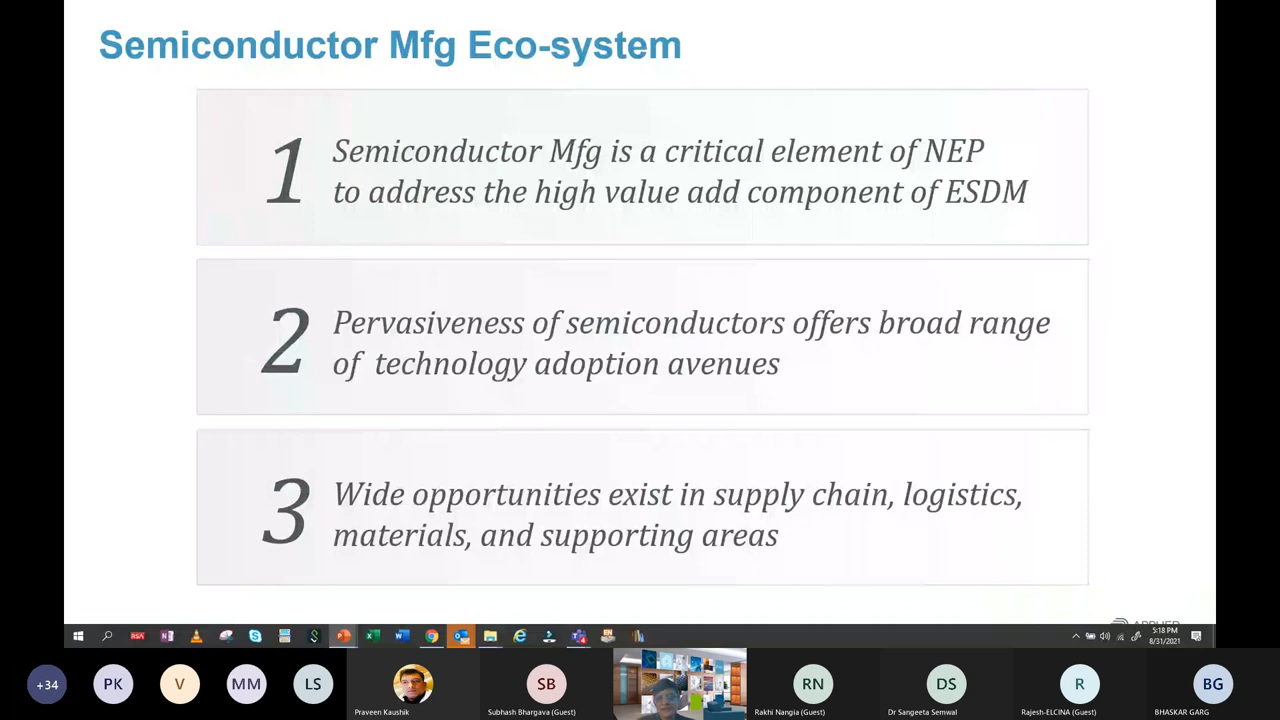 Semiconductor Mfg Eco-system
1
Semiconductor Mfg is a critical element of NEP
to address the high value add component of ESDM
2
Pervasiveness of semiconductors offers broad range
of technology adoption avenues
3
Wide opportunities exist in supply chain, logistics,
materials, and supporting areas
5:18 PM
8/31/2021
+34
PK
V
MM
LS
Praveen Kaushik
SB
Subhash Bhargava (Guest)
RN
Rakhi Nangia (Guest)
DS
Dr Sangeeta Semwal
R
Rajesh-ELCINA (Guest)
BG
BHASKAR GARG